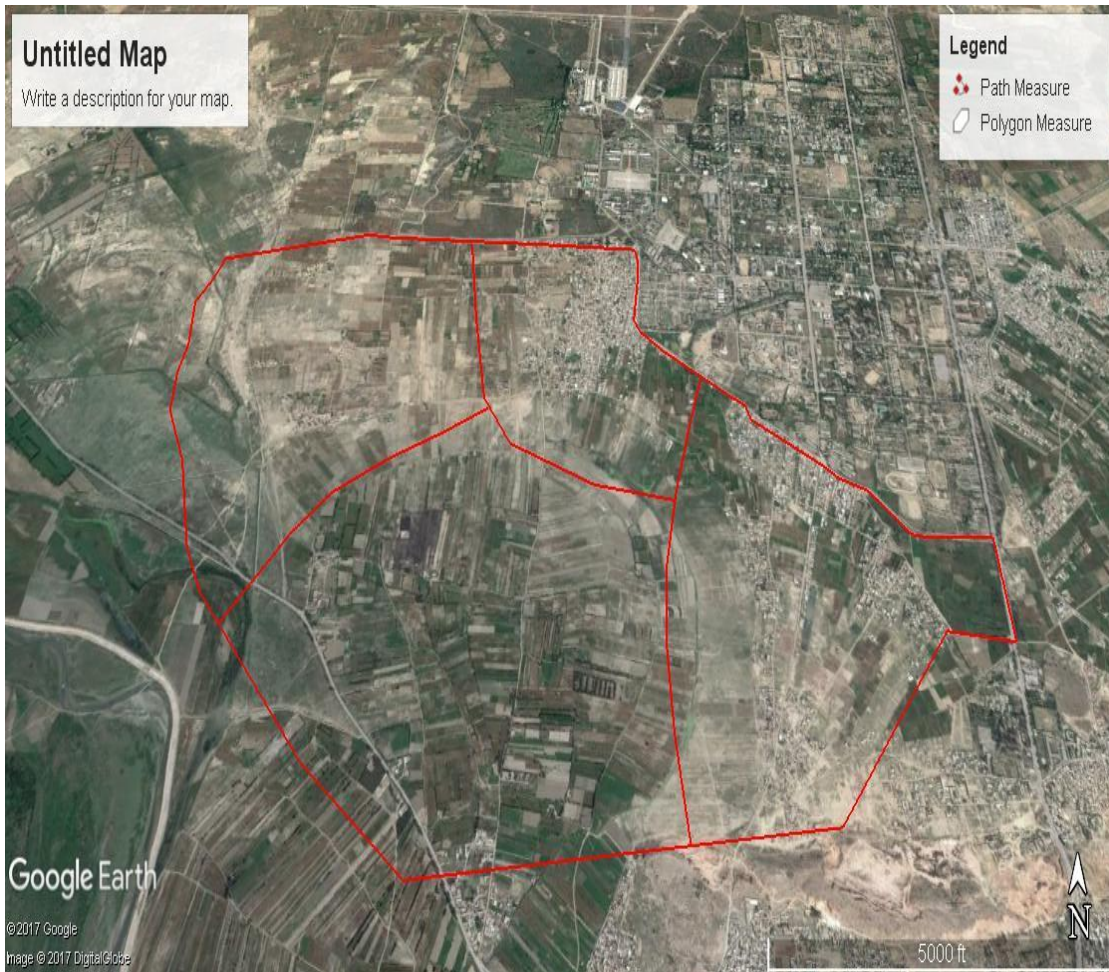 Untitled Map
Write a description for your map.
Legend
Path Measure
Polygon Measure
Google Earth
©2017 Google
Image © 2017 DigitalGlobe
N
5000 ft